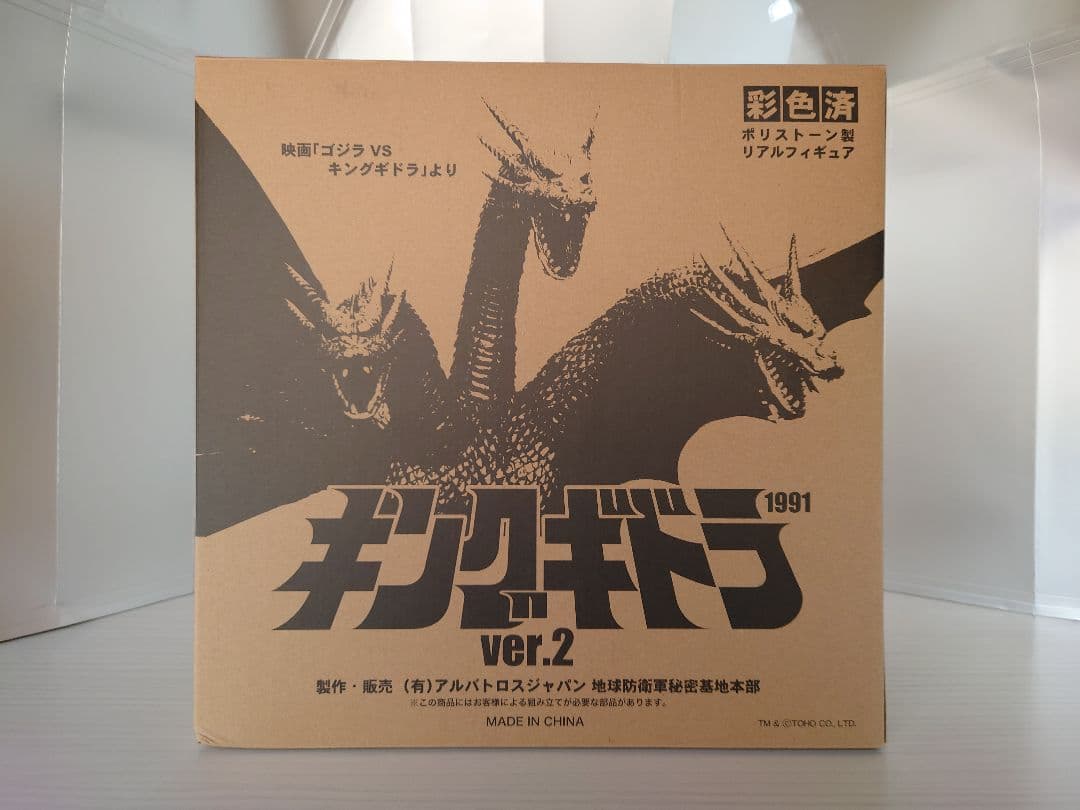 彩色済
ポリストーン製
リアルフィギュア
映画「ゴジラ VS
キングギドラ」より
キングギドラ 1991
ver.2
製作・販売 (有)アルバトロスジャパン 地球防衛軍秘密基地本部
※この商品にはお客様による組み立てが必要な部品があります。
MADE IN CHINA
TM & ⓒTOHO CO., LTD.